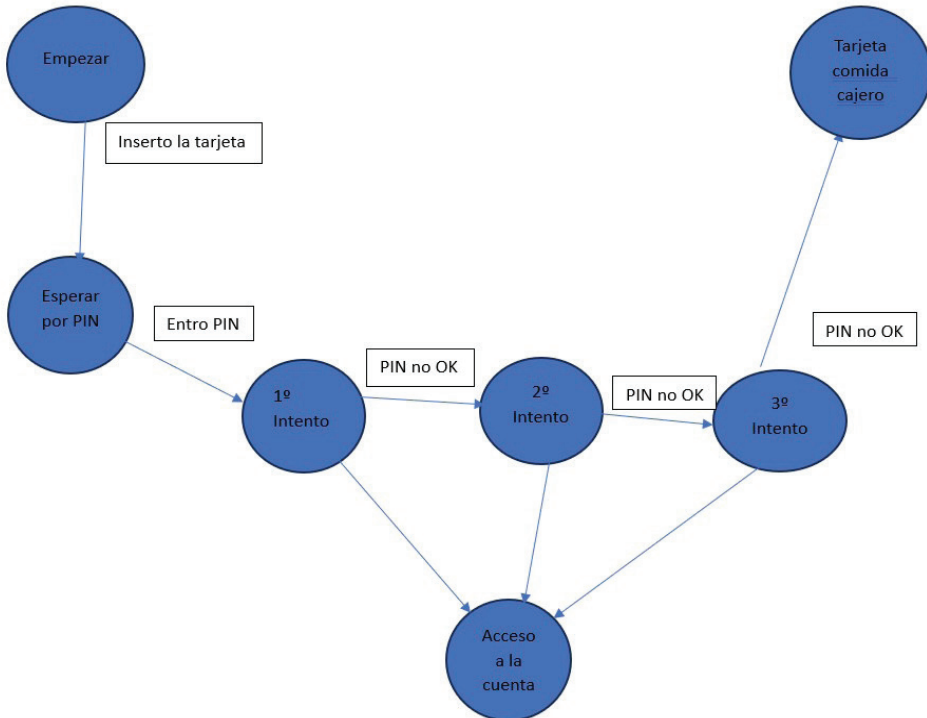 Empezar
Tarjeta
comida
cajero
Inserto la tarjeta
Esperar
por PIN
Entro PIN
PIN no OK
PIN no OK
PIN no OK
1º
Intento
2º
Intento
3º
Intento
Acceso
a la
cuenta